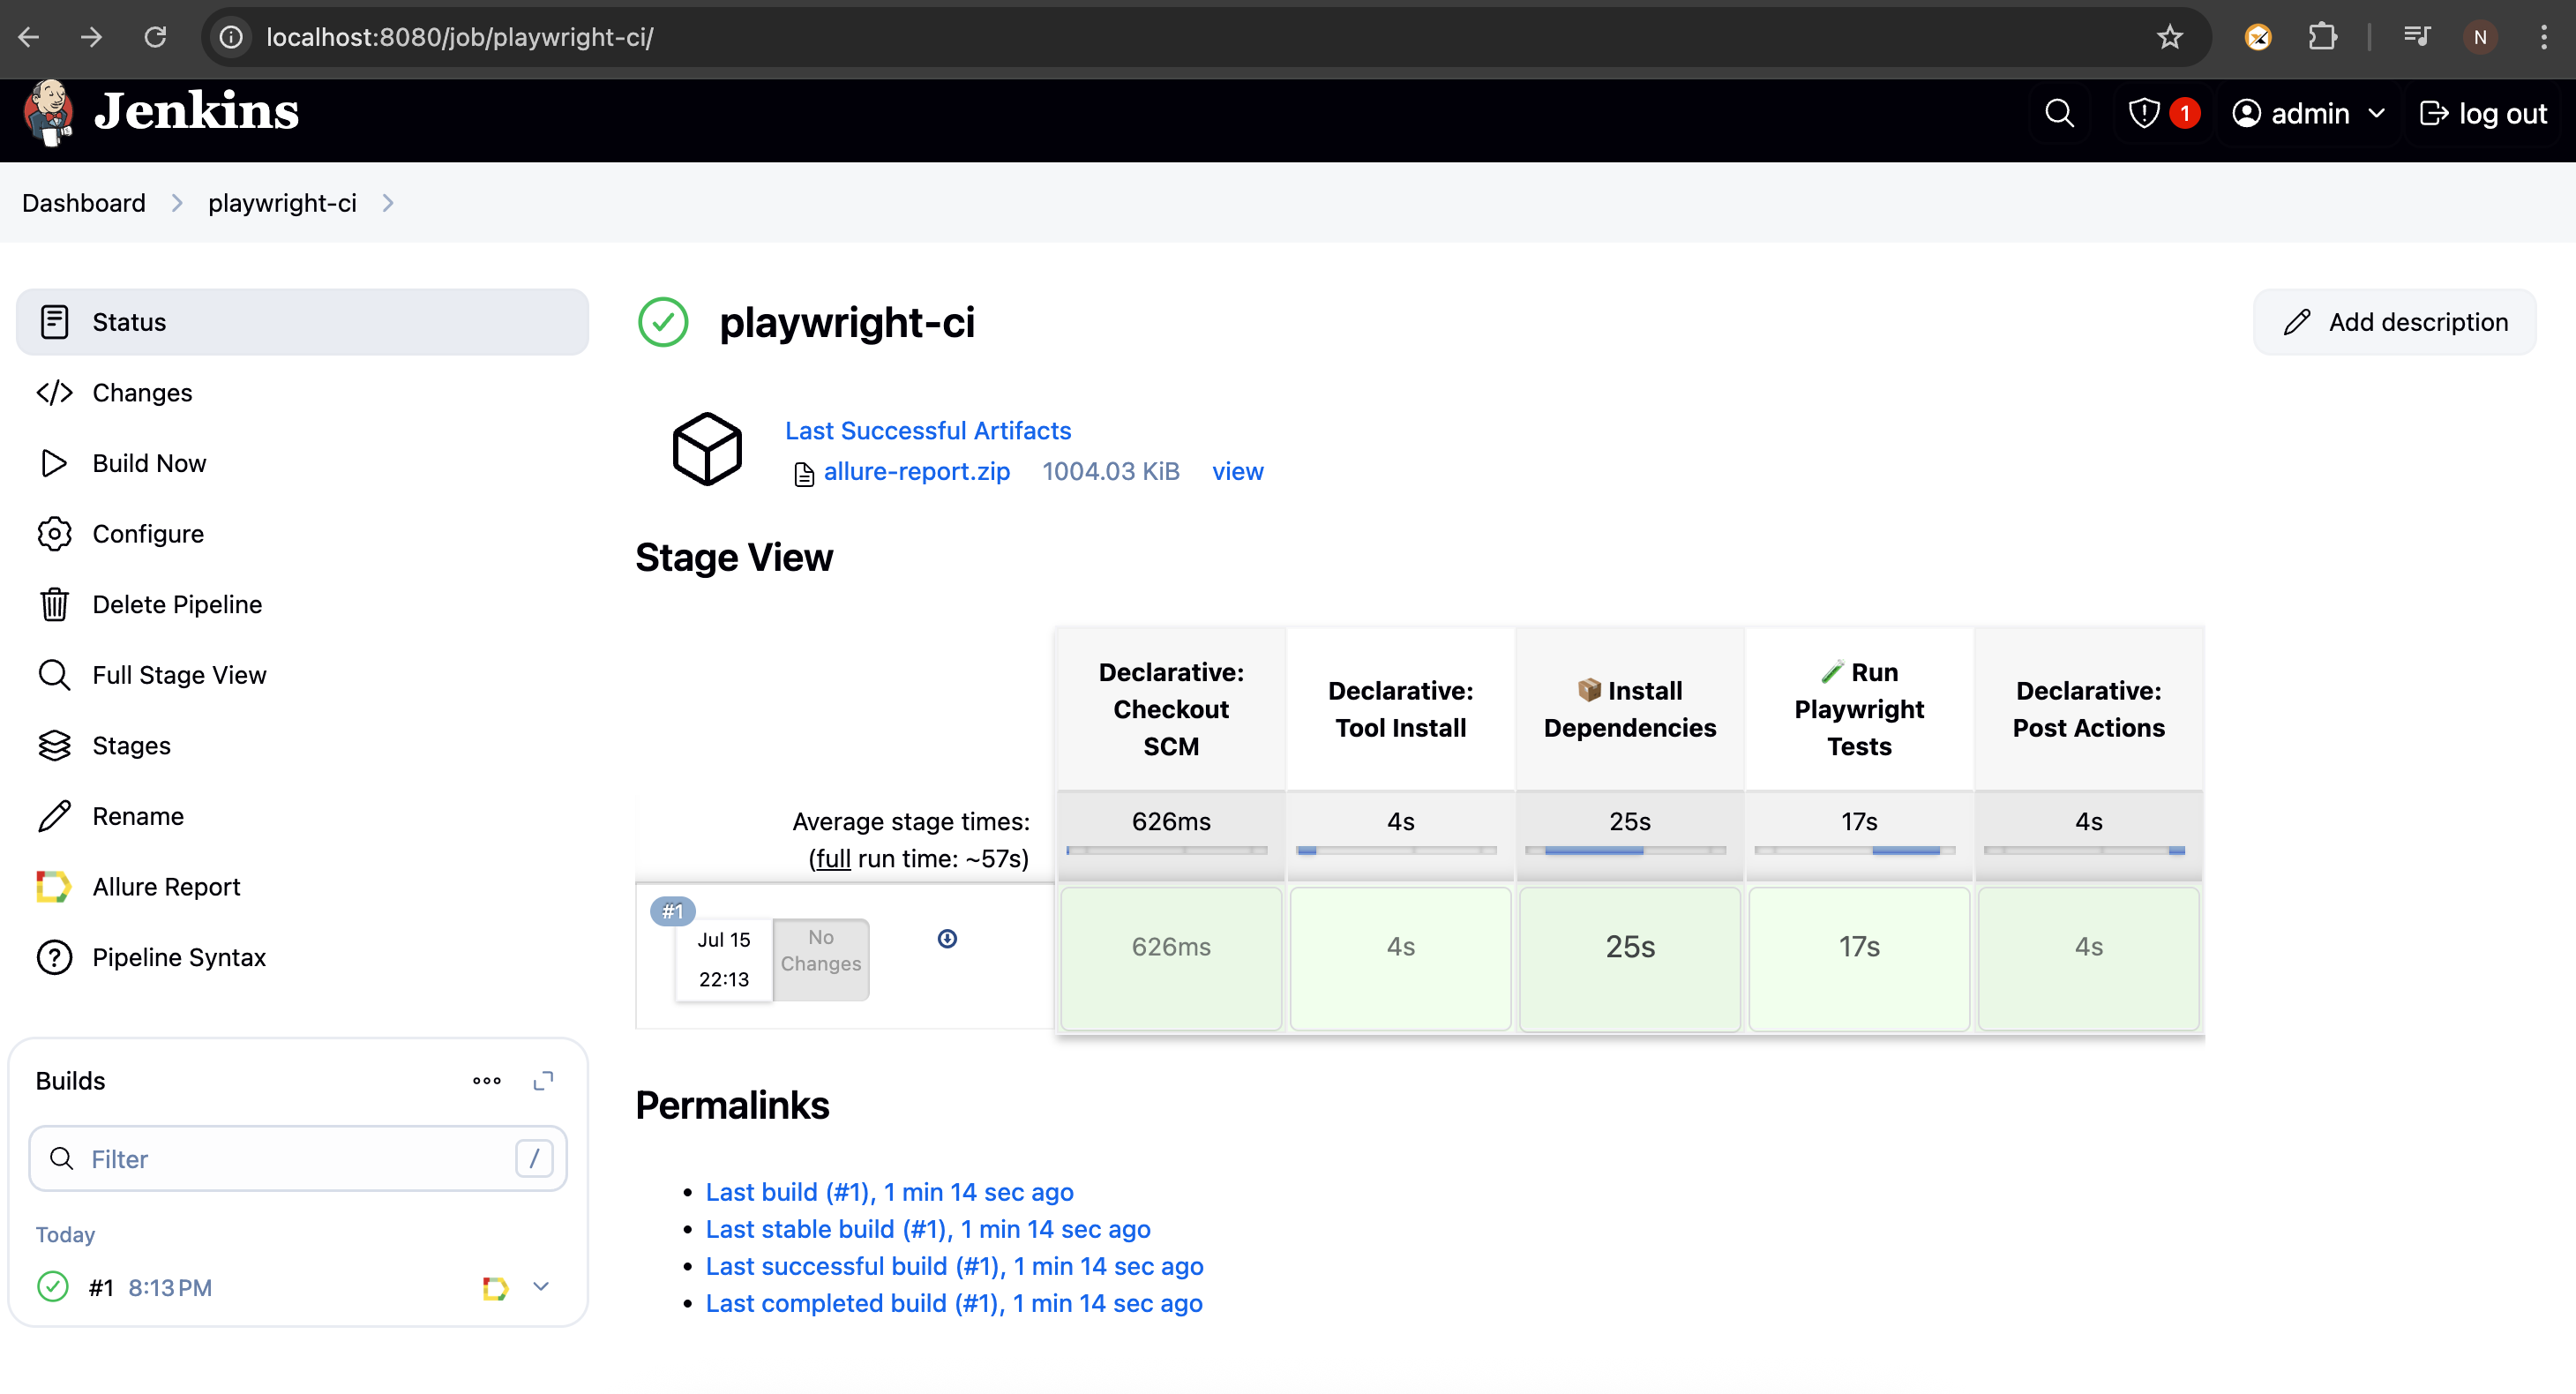 localhost:8080/job/playwright-ci/
N
Jenkins
1
admin
log out
Dashboard
playwright-ci
Status
Changes
Build Now
Configure
Delete Pipeline
Full Stage View
Stages
Rename
Allure Report
Pipeline Syntax
Builds
Filter
/
Today
#1 8:13 PM
playwright-ci
Add description
Last Successful Artifacts
allure-report.zip 1004.03 KiB view
Stage View
Declarative:
Checkout
SCM
Declarative:
Tool Install
📦 Install
Dependencies
🧪 Run
Playwright
Tests
Declarative:
Post Actions
Average stage times:
(full run time: ~57s)
626ms
4s
25s
17s
4s
#1
Jul 15
22:13
No
Changes
626ms
4s
25s
17s
4s
Permalinks
Last build (#1), 1 min 14 sec ago
Last stable build (#1), 1 min 14 sec ago
Last successful build (#1), 1 min 14 sec ago
Last completed build (#1), 1 min 14 sec ago